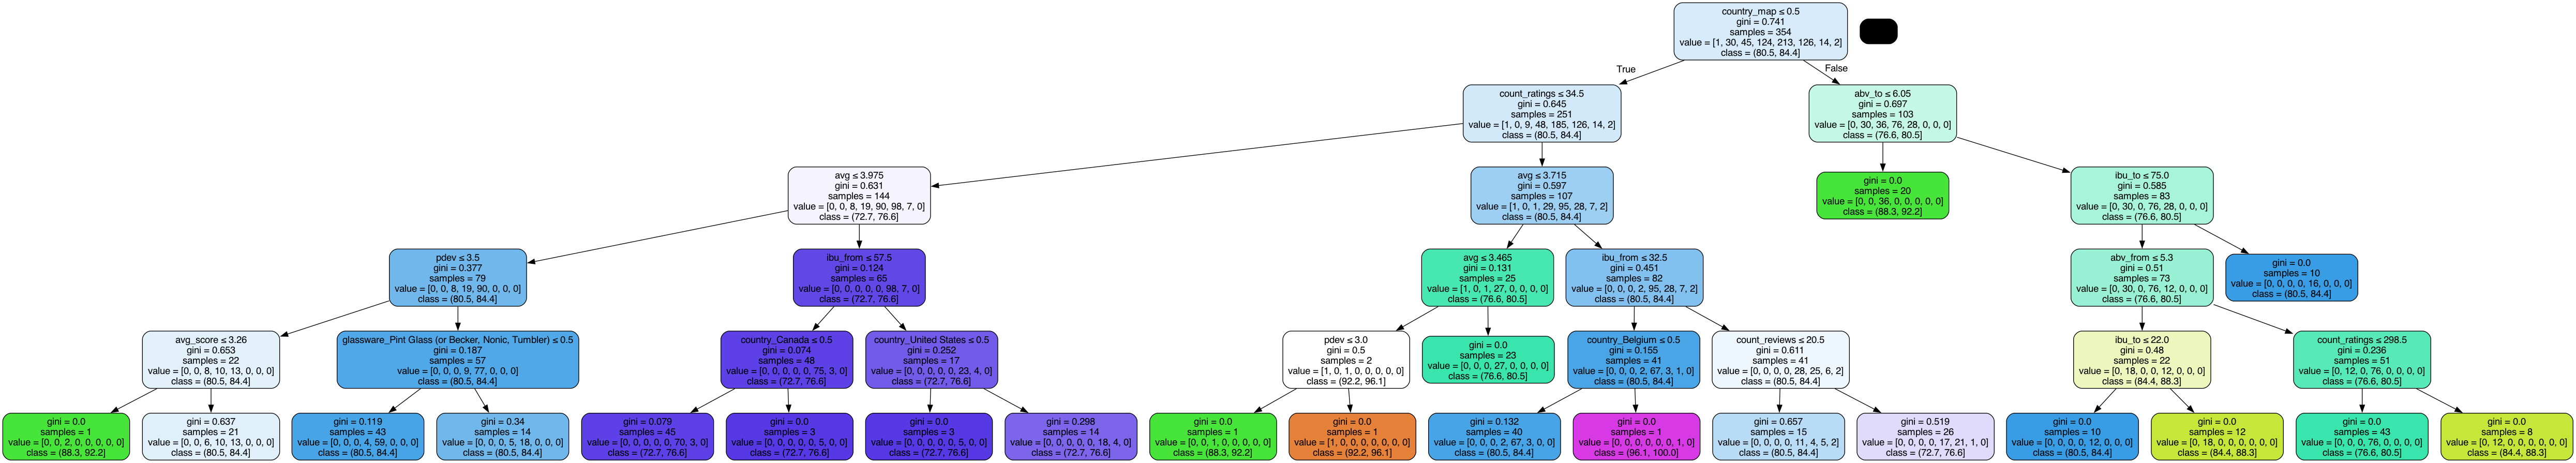 country_map ≤ 0.5
gini = 0.741
samples = 354
value = [1, 30, 45, 124, 213, 126, 14, 2]
class = (80.5, 84.4]
True
False
count_ratings ≤ 34.5
gini = 0.645
samples = 251
value = [1, 0, 9, 48, 185, 126, 14, 2]
class = (80.5, 84.4]
abv_to ≤ 6.05
gini = 0.697
samples = 103
value = [0, 30, 36, 76, 28, 0, 0, 0]
class = (76.6, 80.5]
avg ≤ 3.975
gini = 0.631
samples = 144
value = [0, 0, 8, 19, 90, 98, 7, 0]
class = (72.7, 76.6]
avg ≤ 3.715
gini = 0.597
samples = 107
value = [1, 0, 1, 29, 95, 28, 7, 2]
class = (80.5, 84.4]
gini = 0.0
samples = 20
value = [0, 0, 36, 0, 0, 0, 0, 0]
class = (88.3, 92.2]
ibu_to ≤ 75.0
gini = 0.585
samples = 83
value = [0, 30, 0, 76, 28, 0, 0, 0]
class = (76.6, 80.5]
pdev ≤ 3.5
gini = 0.377
samples = 79
value = [0, 0, 8, 19, 90, 0, 0, 0]
class = (80.5, 84.4]
ibu_from ≤ 57.5
gini = 0.124
samples = 65
value = [0, 0, 0, 0, 0, 98, 7, 0]
class = (72.7, 76.6]
avg ≤ 3.465
gini = 0.131
samples = 25
value = [1, 0, 1, 27, 0, 0, 0, 0]
class = (76.6, 80.5]
ibu_from ≤ 32.5
gini = 0.451
samples = 82
value = [0, 0, 0, 2, 95, 28, 7, 2]
class = (80.5, 84.4]
abv_from ≤ 5.3
gini = 0.51
samples = 73
value = [0, 30, 0, 76, 12, 0, 0, 0]
class = (76.6, 80.5]
gini = 0.0
samples = 10
value = [0, 0, 0, 0, 16, 0, 0, 0]
class = (80.5, 84.4]
avg_score ≤ 3.26
gini = 0.653
samples = 22
value = [0, 0, 8, 10, 13, 0, 0, 0]
class = (80.5, 84.4]
glassware_Pint Glass (or Becker, Nonic, Tumbler) ≤ 0.5
gini = 0.187
samples = 57
value = [0, 0, 0, 9, 77, 0, 0, 0]
class = (80.5, 84.4]
country_Canada ≤ 0.5
gini = 0.074
samples = 48
value = [0, 0, 0, 0, 0, 75, 3, 0]
class = (72.7, 76.6]
country_United States ≤ 0.5
gini = 0.252
samples = 17
value = [0, 0, 0, 0, 0, 23, 4, 0]
class = (72.7, 76.6]
pdev ≤ 3.0
gini = 0.5
samples = 2
value = [1, 0, 1, 0, 0, 0, 0, 0]
class = (92.2, 96.1]
gini = 0.0
samples = 23
value = [0, 0, 0, 27, 0, 0, 0, 0]
class = (76.6, 80.5]
country_Belgium ≤ 0.5
gini = 0.155
samples = 41
value = [0, 0, 0, 2, 67, 3, 1, 0]
class = (80.5, 84.4]
count_reviews ≤ 20.5
gini = 0.611
samples = 41
value = [0, 0, 0, 0, 28, 25, 6, 2]
class = (80.5, 84.4]
ibu_to ≤ 22.0
gini = 0.48
samples = 22
value = [0, 18, 0, 0, 12, 0, 0, 0]
class = (84.4, 88.3]
count_ratings ≤ 298.5
gini = 0.236
samples = 51
value = [0, 12, 0, 76, 0, 0, 0, 0]
class = (76.6, 80.5]
gini = 0.0
samples = 1
value = [0, 0, 2, 0, 0, 0, 0, 0]
class = (88.3, 92.2]
gini = 0.637
samples = 21
value = [0, 0, 6, 10, 13, 0, 0, 0]
class = (80.5, 84.4]
gini = 0.119
samples = 43
value = [0, 0, 0, 4, 59, 0, 0, 0]
class = (80.5, 84.4]
gini = 0.34
samples = 14
value = [0, 0, 0, 5, 18, 0, 0, 0]
class = (80.5, 84.4]
gini = 0.079
samples = 45
value = [0, 0, 0, 0, 0, 70, 3, 0]
class = (72.7, 76.6]
gini = 0.0
samples = 3
value = [0, 0, 0, 0, 0, 5, 0, 0]
class = (72.7, 76.6]
gini = 0.0
samples = 3
value = [0, 0, 0, 0, 0, 5, 0, 0]
class = (72.7, 76.6]
gini = 0.298
samples = 14
value = [0, 0, 0, 0, 0, 18, 4, 0]
class = (72.7, 76.6]
gini = 0.0
samples = 1
value = [0, 0, 1, 0, 0, 0, 0, 0]
class = (88.3, 92.2]
gini = 0.0
samples = 1
value = [1, 0, 0, 0, 0, 0, 0, 0]
class = (92.2, 96.1]
gini = 0.132
samples = 40
value = [0, 0, 0, 2, 67, 3, 0, 0]
class = (80.5, 84.4]
gini = 0.0
samples = 1
value = [0, 0, 0, 0, 0, 0, 1, 0]
class = (96.1, 100.0]
gini = 0.657
samples = 15
value = [0, 0, 0, 0, 11, 4, 5, 2]
class = (80.5, 84.4]
gini = 0.519
samples = 26
value = [0, 0, 0, 0, 17, 21, 1, 0]
class = (72.7, 76.6]
gini = 0.0
samples = 10
value = [0, 0, 0, 0, 12, 0, 0, 0]
class = (80.5, 84.4]
gini = 0.0
samples = 12
value = [0, 18, 0, 0, 0, 0, 0, 0]
class = (84.4, 88.3]
gini = 0.0
samples = 43
value = [0, 0, 0, 76, 0, 0, 0, 0]
class = (76.6, 80.5]
gini = 0.0
samples = 8
value = [0, 12, 0, 0, 0, 0, 0, 0]
class = (84.4, 88.3]